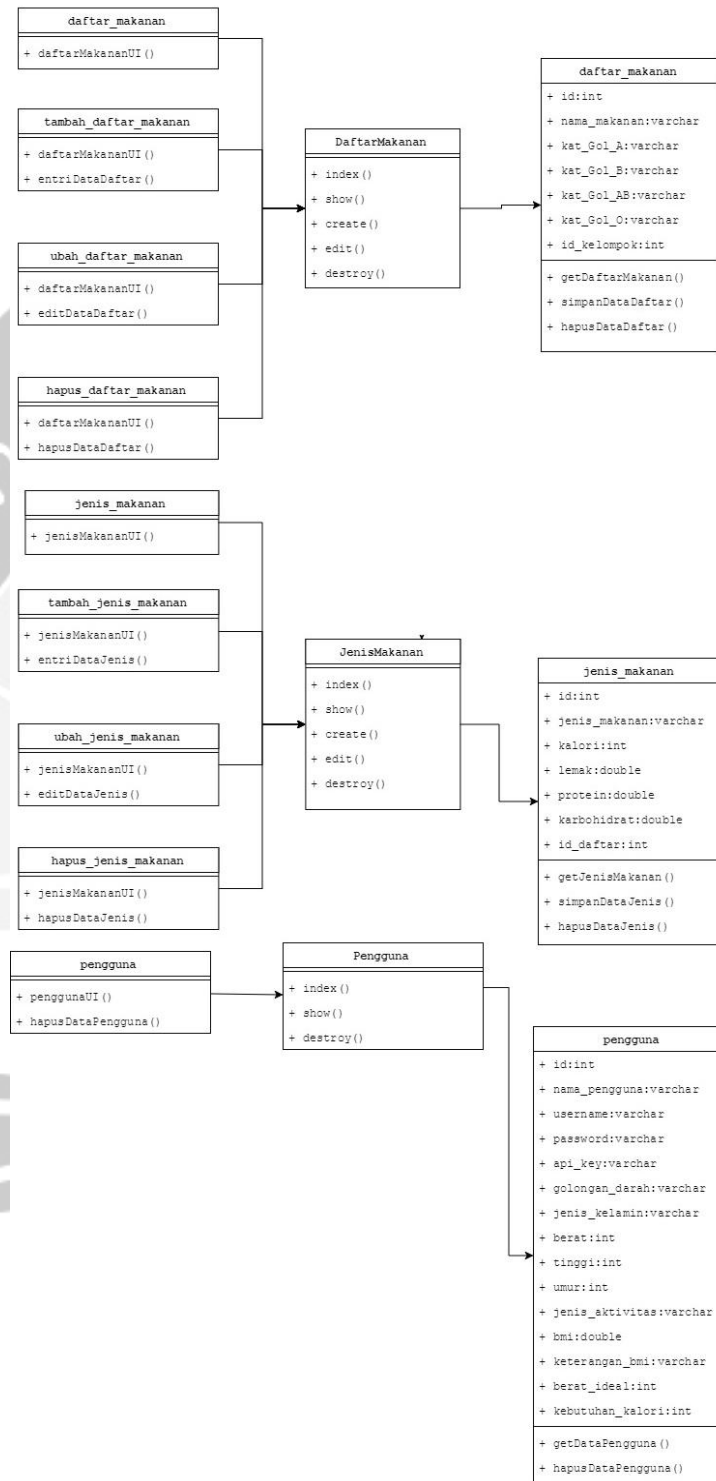 daftar_makanan
+ daftarMakananUI()
tambah_daftar_makanan
+ daftarMakananUI()
+ entriDataDaftar()
ubah_daftar_makanan
+ daftarMakananUI()
+ editDataDaftar()
hapus_daftar_makanan
+ daftarMakananUI()
+ hapusDataDaftar()
DaftarMakanan
+ index()
+ show()
+ create()
+ edit()
+ destroy()
daftar_makanan
+ id:int
+ nama_makanan:varchar
+ kat_Gol_A:varchar
+ kat_Gol_B:varchar
+ kat_Gol_AB:varchar
+ kat_Gol_O:varchar
+ id_kelompok:int
+ getDaftarMakanan()
+ simpanDataDaftar()
+ hapusDataDaftar()
jenis_makanan
+ jenisMakananUI()
tambah_jenis_makanan
+ jenisMakananUI()
+ entriDataJenis()
ubah_jenis_makanan
+ jenisMakananUI()
+ editDataJenis()
hapus_jenis_makanan
+ jenisMakananUI()
+ hapusDataJenis()
JenisMakanan
+ index()
+ show()
+ create()
+ edit()
+ destroy()
jenis_makanan
+ id:int
+ jenis_makanan:varchar
+ kalori:int
+ lemak:double
+ protein:double
+ karbohidrat:double
+ id_daftar:int
+ getJenisMakanan()
+ simpanDataJenis()
+ hapusDataJenis()
pengguna
+ penggunaUI()
+ hapusDataPengguna()
Pengguna
+ index()
+ show()
+ destroy()
pengguna
+ id:int
+ nama_pengguna:varchar
+ username:varchar
+ password:varchar
+ api_key:varchar
+ golongan_darah:varchar
+ jenis_kelamin:varchar
+ berat:int
+ tinggi:int
+ umur:int
+ jenis_aktivitas:varchar
+ bmi:double
+ keterangan_bmi:varchar
+ berat_ideal:int
+ kebutuhan_kalori:int
+ getDataPengguna()
+ hapusDataPengguna()